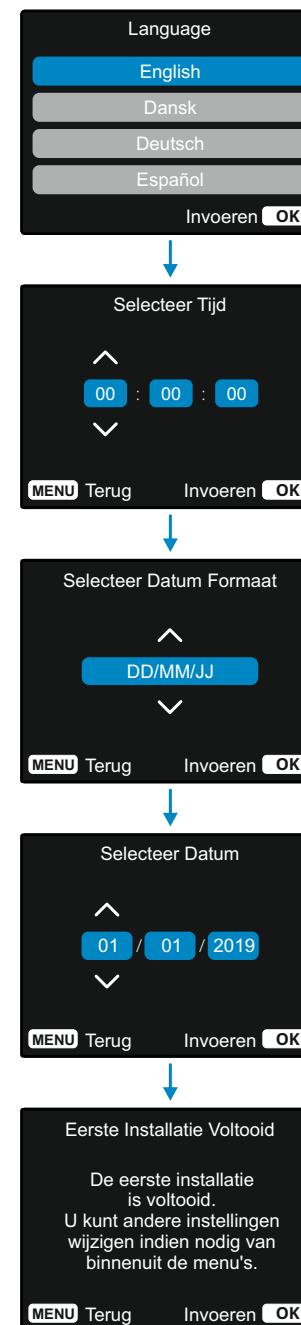 Language
English
Dansk
Deutsch
Español
Invoeren OK
Selecteer Tijd
00 : 00 : 00
MENU Terug Invoeren OK
Selecteer Datum Formaat
DD/MM/JJ
MENU Terug Invoeren OK
Selecteer Datum
01 / 01 / 2019
MENU Terug Invoeren OK
Eerste Installatie Voltooid
De eerste installatie
is voltooid.
U kunt andere instellingen
wijzigen indien nodig van
binnenuit de menu's.
MENU Terug Invoeren OK